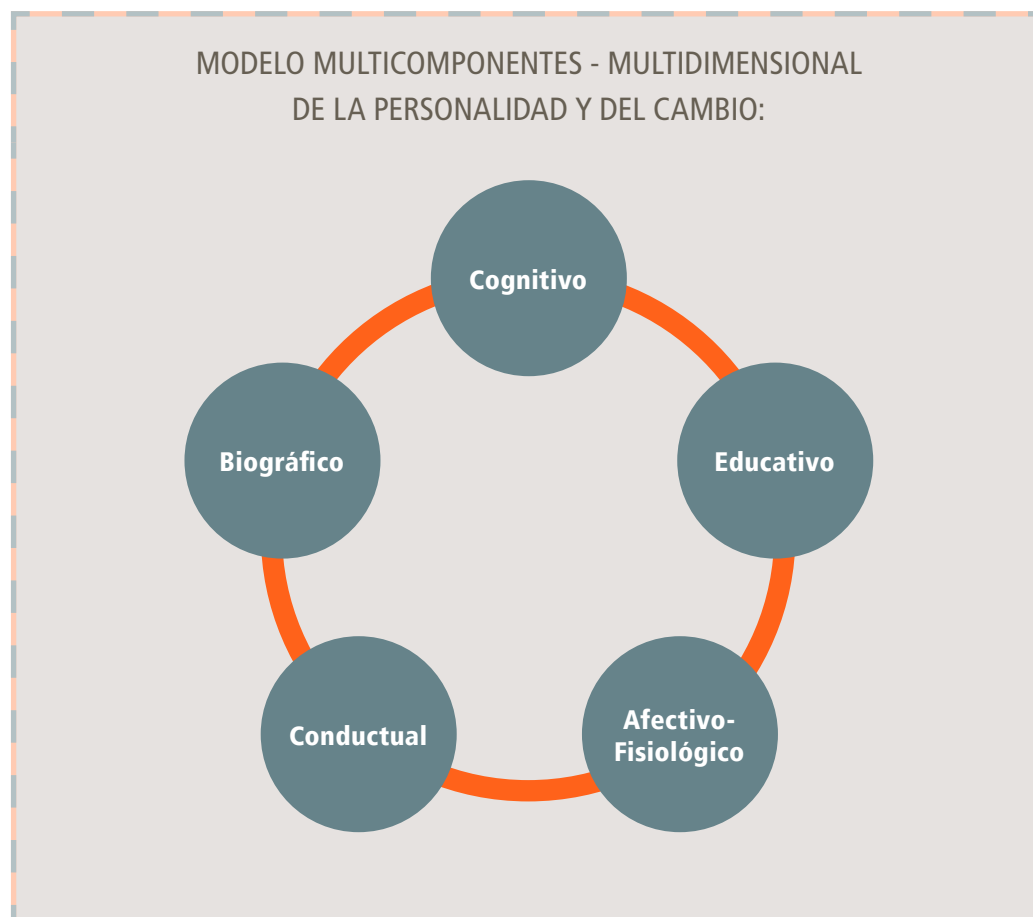 MODELO MULTICOMPONENTES - MULTIDIMENSIONAL
DE LA PERSONALIDAD Y DEL CAMBIO:
Cognitivo
Biográfico
Educativo
Conductual
Afectivo-
Fisiológico